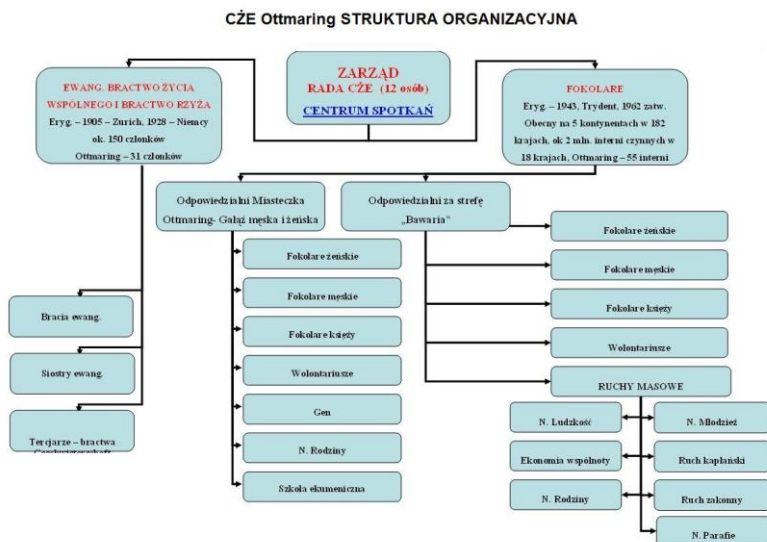 CŻE Ottmaring STRUKTURA ORGANIZACYJNA
EWANG. BRACTWO ŻYCIA
WSPÓLNEGO I BRACTWO RZYŻA
Eryg. – 1905 – Zurich, 1928 – Niemcy
ok. 150 członków
Ottmaring – 31 członków
ZARZĄD
RADA CŻE (12 osób)
CENTRUM SPOTKAŃ
FOKOLARE
Eryg. – 1943, Trydent, 1962 zatw.
Obecny na 5 kontynentach w 182
krajach, ok 2 mln. interni czynnych w
18 krajach, Ottmaring – 55 interni
Odpowiedzialni Miasteczka
Ottmaring- Gałąź męska i żeńska
Odpowiedzialni za strefę
„Bawaria”
Bracia ewang.
Siostry ewang.
Tercjarze – bractwa
Fokolare żeńskie
Fokolare męskie
Fokolare księży
Wolontariusze
Gen
N. Rodziny
Szkoła ekumeniczna
Fokolare żeńskie
Fokolare męskie
Fokolare księży
Wolontariusze
RUCHY MASOWE
N. Ludzkość
N. Młodzież
Ekonomia wspólnoty
Ruch kapłański
N. Rodziny
Ruch zakonny
N. Parafie